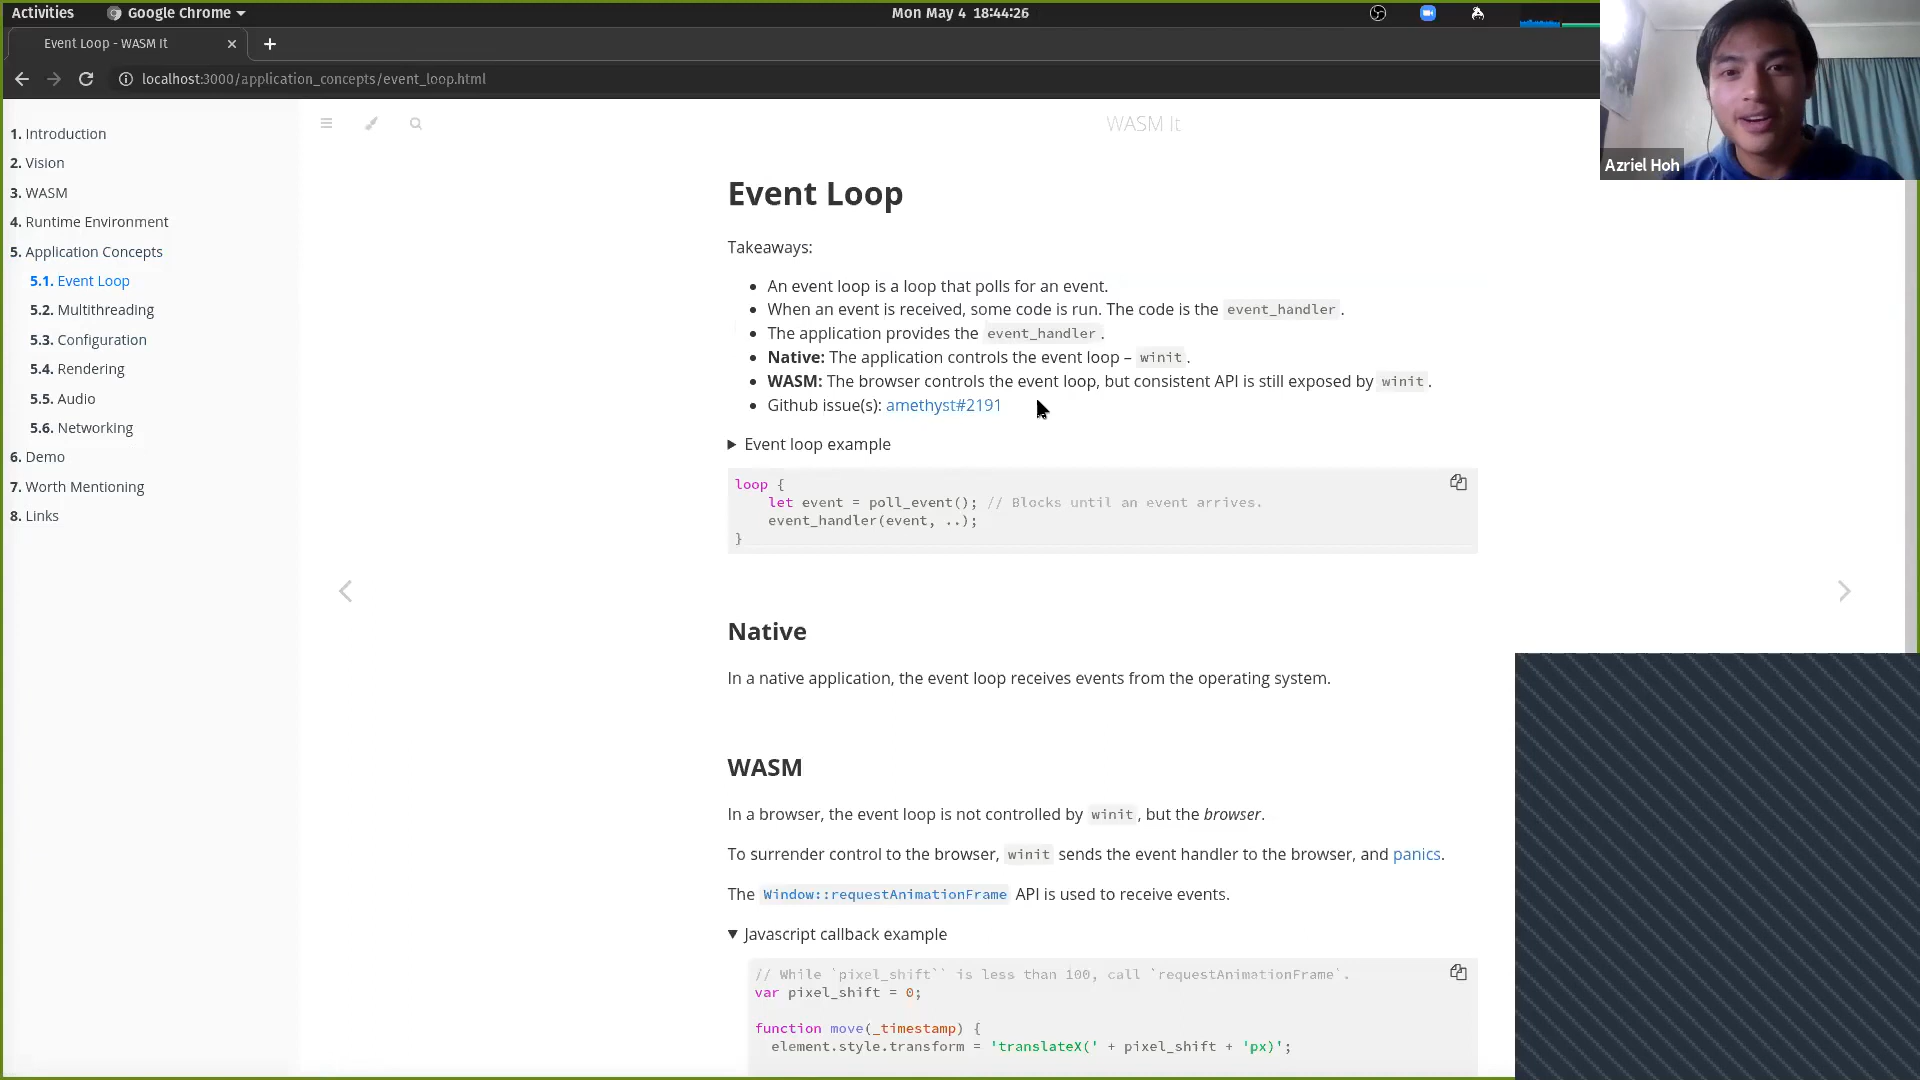 Activities
Google Chrome
Mon May 4 18:44:26
Event Loop - WASM It
localhost:3000/application_concepts/event_loop.html
Azriel Hoh
1. Introduction
2. Vision
3. WASM
4. Runtime Environment
5. Application Concepts
5.1. Event Loop
5.2. Multithreading
5.3. Configuration
5.4. Rendering
5.5. Audio
5.6. Networking
6. Demo
7. Worth Mentioning
8. Links
WASM It
Event Loop
Takeaways:
• An event loop is a loop that polls for an event.
• When an event is received, some code is run. The code is the event_handler.
• The application provides the event_handler.
• Native: The application controls the event loop – winit.
• WASM: The browser controls the event loop, but consistent API is still exposed by winit.
• Github issue(s): amethyst#2191
▶ Event loop example
loop {
    let event = poll_event(); // Blocks until an event arrives.
    event_handler(event, ..);
}
Native
In a native application, the event loop receives events from the operating system.
WASM
In a browser, the event loop is not controlled by winit, but the browser.
To surrender control to the browser, winit sends the event handler to the browser, and panics.
The Window::requestAnimationFrame API is used to receive events.
▼ Javascript callback example
// While `pixel_shift`` is less than 100, call `requestAnimationFrame`.
var pixel_shift = 0;
function move(_timestamp) {
  element.style.transform = 'translateX(' + pixel_shift + 'px)';